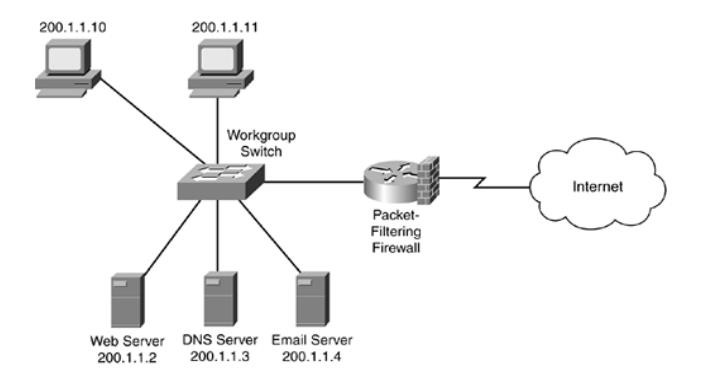 200.1.1.10
200.1.1.11
Workgroup
Switch
Packet-
Filtering
Firewall
Internet
Web Server
200.1.1.2
DNS Server
200.1.1.3
Email Server
200.1.1.4